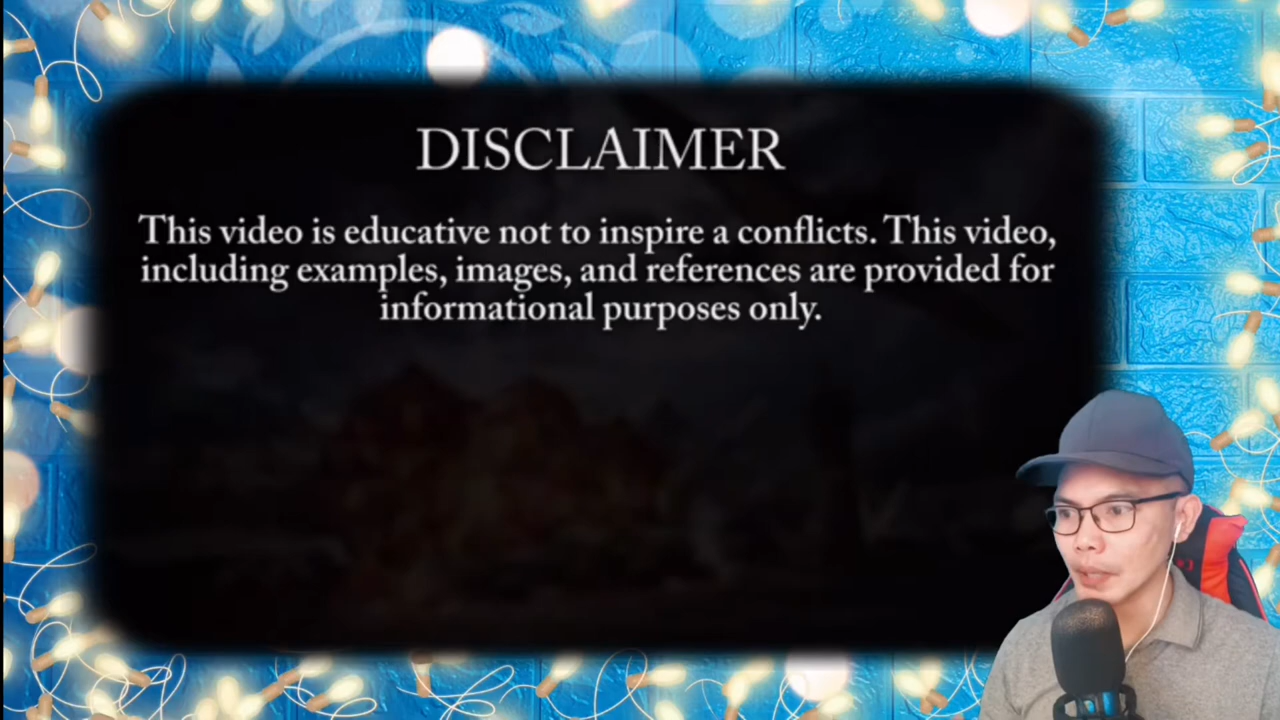 DISCLAIMER
This video is educative not to inspire a conflicts. This video,
including examples, images, and references are provided for
informational purposes only.